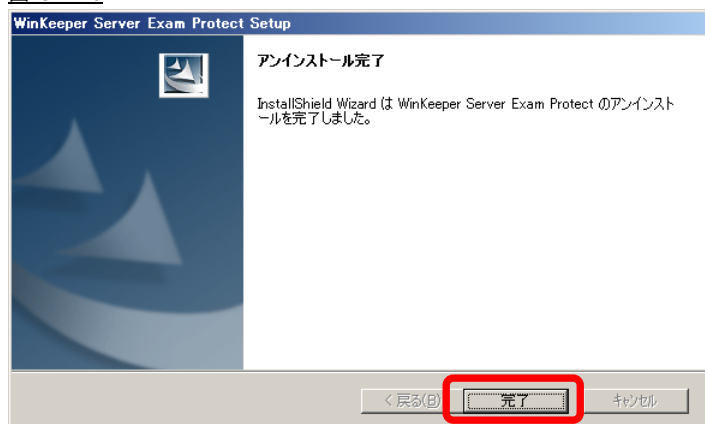 WinKeeper Server Exam Protect Setup
アンインストール完了
InstallShield Wizard は WinKeeper Server Exam Protect のアンインスト
ールを完了しました。
< 戻る(B)
完了
キャンセル